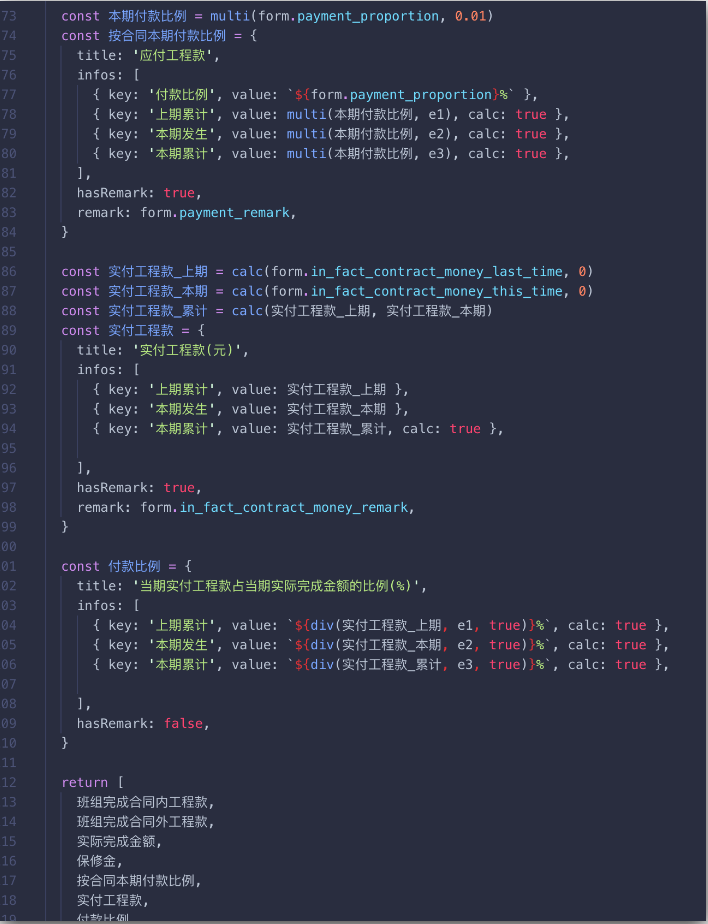 73 const 本期付款比例 = multi(form.payment_proportion, 0.01)
74 const 按合同本期付款比例 = {
75 title: '应付工程款',
76 infos: [
77 { key: '付款比例', value: `${form.payment_proportion}%` },
78 { key: '上期累计', value: multi(本期付款比例, e1), calc: true },
79 { key: '本期发生', value: multi(本期付款比例, e2), calc: true },
80 { key: '本期累计', value: multi(本期付款比例, e3), calc: true },
81 ],
82 hasRemark: true,
83 remark: form.payment_remark,
84 }
85
86 const 实付工程款_上期 = calc(form.in_fact_contract_money_last_time, 0)
87 const 实付工程款_本期 = calc(form.in_fact_contract_money_this_time, 0)
88 const 实付工程款_累计 = calc(实付工程款_上期, 实付工程款_本期)
89 const 实付工程款 = {
90 title: '实付工程款(元)',
91 infos: [
92 { key: '上期累计', value: 实付工程款_上期 },
93 { key: '本期发生', value: 实付工程款_本期 },
94 { key: '本期累计', value: 实付工程款_累计, calc: true },
95
96 ],
97 hasRemark: true,
98 remark: form.in_fact_contract_money_remark,
99 }
00
01 const 付款比例 = {
02 title: '当期实付工程款占当期实际完成金额的比例(%)',
03 infos: [
04 { key: '上期累计', value: `${div(实付工程款_上期, e1, true)}%`, calc: true },
05 { key: '本期发生', value: `${div(实付工程款_本期, e2, true)}%`, calc: true },
06 { key: '本期累计', value: `${div(实付工程款_累计, e3, true)}%`, calc: true },
07
08 ],
09 hasRemark: false,
10 }
11
12 return [
13 班组完成合同内工程款,
14 班组完成合同外工程款,
15 实际完成金额,
16 保修金,
17 按合同本期付款比例,
18 实付工程款,
19 付款比例